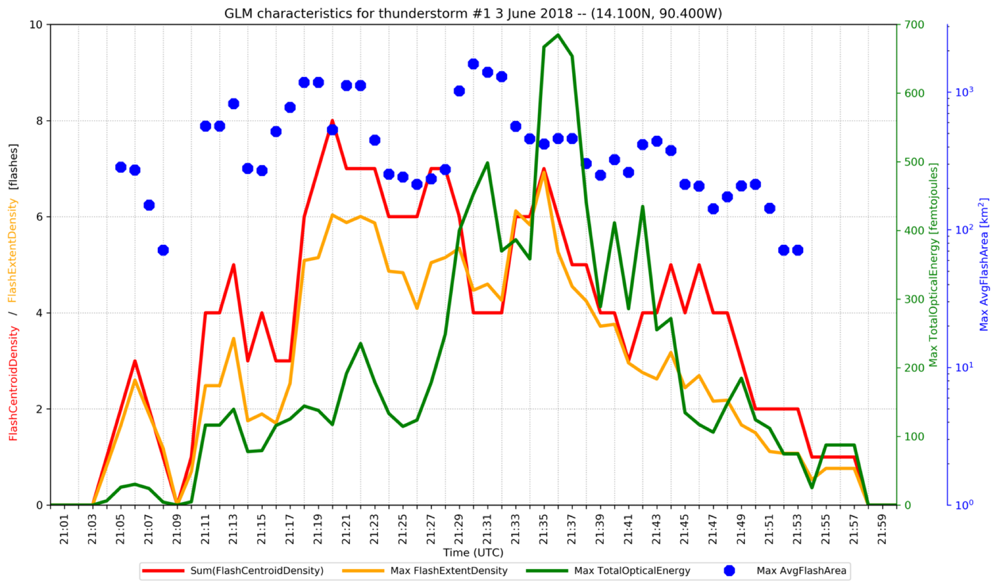 GLM characteristics for thunderstorm #1 3 June 2018 -- (14.100N, 90.400W)
10
8
6
4
2
0
FlashCentroidDensity / FlashExtentDensity [flashes]
700
600
500
400
300
200
100
0
Max TotalOpticalEnergy [femtojoules]
10³
10²
10¹
10⁰
Max AvgFlashArea [km²]
21:01 21:03 21:05 21:07 21:09 21:11 21:13 21:15 21:17 21:19 21:21 21:23 21:25 21:27 21:29 21:31 21:33 21:35 21:37 21:39 21:41 21:43 21:45 21:47 21:49 21:51 21:53 21:55 21:57 21:59
Time (UTC)
Sum(FlashCentroidDensity) Max FlashExtentDensity Max TotalOpticalEnergy Max AvgFlashArea